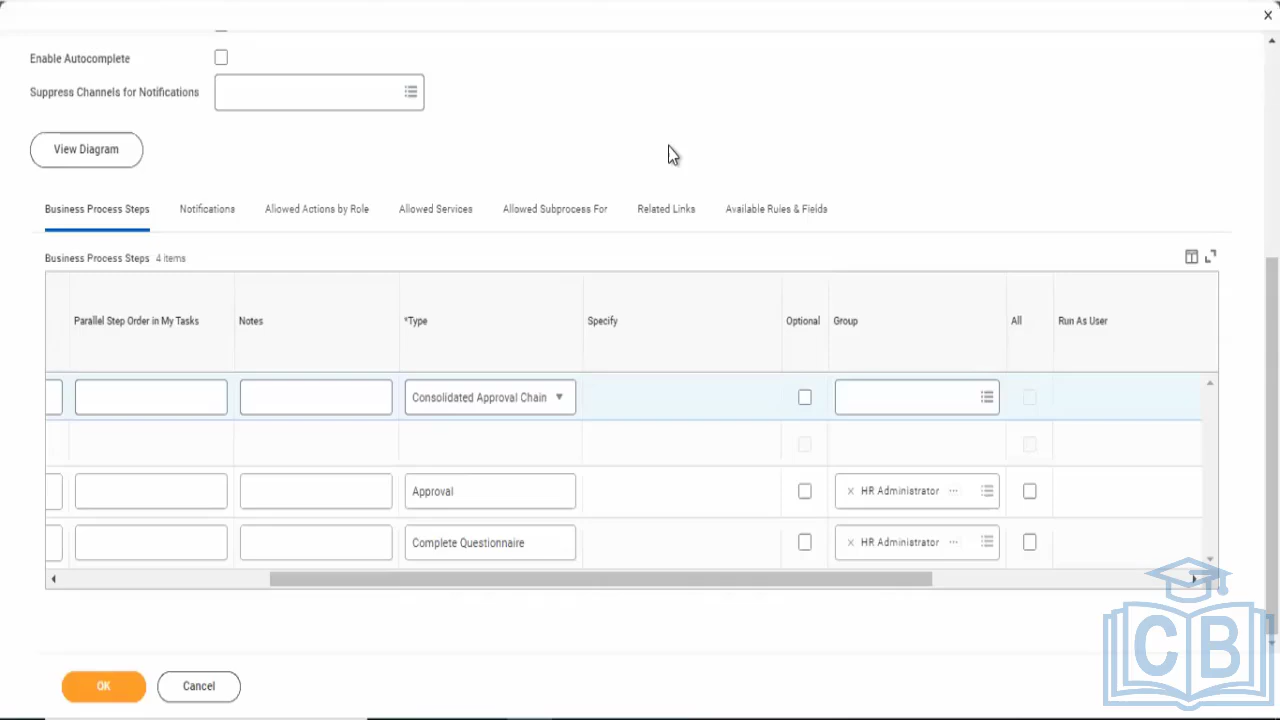 Enable Autocomplete
Suppress Channels for Notifications
View Diagram
Business Process Steps Notifications Allowed Actions by Role Allowed Services Allowed Subprocess For Related Links Available Rules & Fields
Business Process Steps 4 items
Parallel Step Order in My Tasks Notes *Type Specify Optional Group All Run As User
Consolidated Approval Chain
Approval × HR Administrator ...
Complete Questionnaire × HR Administrator ...
CB
OK Cancel